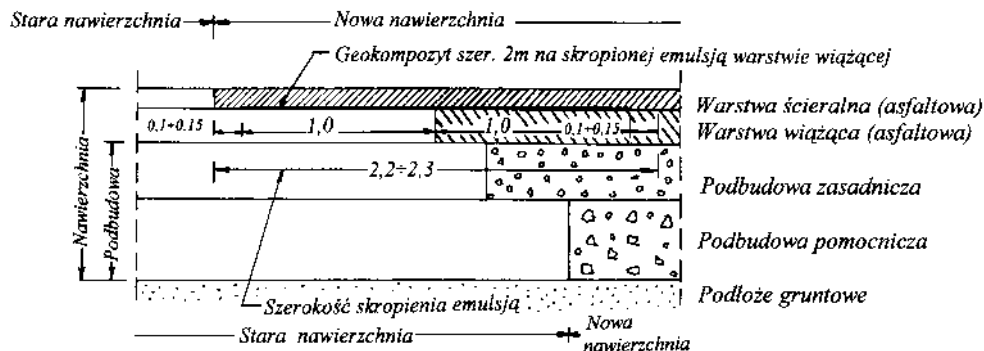 Stara nawierzchnia
Nowa nawierzchnia
Geokompozyt szer. 2m na skropionej emulsją warstwie wiążącej
Warstwa ścieralna (asfaltowa)
0,1÷0.15
1,0
1,0
0,1÷0,15
Warstwa wiążąca (asfaltowa)
2,2÷2,3
Podbudowa zasadnicza
Nawierzchnia
Podbudowa
Podbudowa pomocnicza
Szerokość skropienia emulsją
Podłoże gruntowe
Stara nawierzchnia
Nowa
nawierzchnia